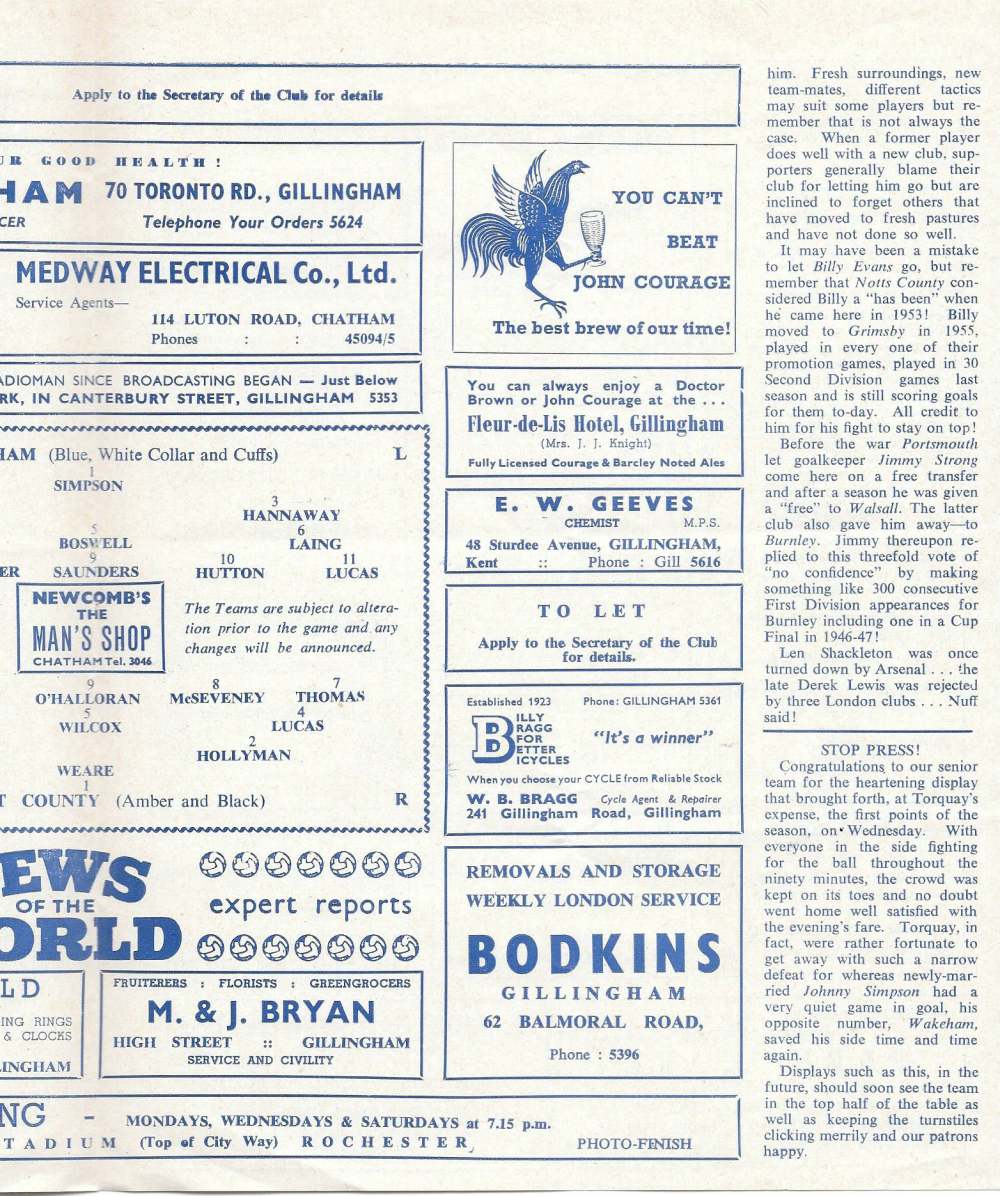 Apply to the Secretary of the Club for details
UR GOOD HEALTH !
HAM 70 TORONTO RD., GILLINGHAM
CER Telephone Your Orders 5624
MEDWAY ELECTRICAL Co., Ltd.
Service Agents—
114 LUTON ROAD, CHATHAM
Phones : : 45094/5
ADIOMAN SINCE BROADCASTING BEGAN — Just Below
RK, IN CANTERBURY STREET, GILLINGHAM 5353
HAM (Blue, White Collar and Cuffs) L
1
SIMPSON
3
HANNAWAY
5 6
BOSWELL LAING
9 10 11
ER SAUNDERS HUTTON LUCAS
NEWCOMB'S
THE
MAN'S SHOP
CHATHAM Tel. 3046
The Teams are subject to altera-
tion prior to the game and any
changes will be announced.
9 8 7
O'HALLORAN McSEVENEY THOMAS
5 4
WILCOX LUCAS
2
HOLLYMAN
WEARE
1
T COUNTY (Amber and Black) R
EWS
OF THE
ORLD
expert reports
LD
ING RINGS
& CLOCKS
LINGHAM
FRUITERERS : FLORISTS : GREENGROCERS
M. & J. BRYAN
HIGH STREET :: GILLINGHAM
SERVICE AND CIVILITY
NG - MONDAYS, WEDNESDAYS & SATURDAYS at 7.15 p.m.
TADIUM (Top of City Way) ROCHESTER PHOTO-FINISH
YOU CAN'T
BEAT
JOHN COURAGE
The best brew of our time!
You can always enjoy a Doctor
Brown or John Courage at the ...
Fleur-de-Lis Hotel, Gillingham
(Mrs. J. J. Knight)
Fully Licensed Courage & Barcley Noted Ales
E. W. GEEVES
CHEMIST M.P.S.
48 Sturdee Avenue, GILLINGHAM,
Kent :: Phone : Gill 5616
TO LET
Apply to the Secretary of the Club
for details.
Established 1923 Phone: GILLINGHAM 5361
BILLY
BRAGG
FOR
BETTER
BICYCLES
"It's a winner"
When you choose your CYCLE from Reliable Stock
W. B. BRAGG Cycle Agent & Repairer
241 Gillingham Road, Gillingham
REMOVALS AND STORAGE
WEEKLY LONDON SERVICE
BODKINS
GILLINGHAM
62 BALMORAL ROAD,
Phone : 5396
him. Fresh surroundings, new
team-mates, different tactics
may suit some players but re-
member that is not always the
case. When a former player
does well with a new club, sup-
porters generally blame their
club for letting him go but are
inclined to forget others that
have moved to fresh pastures
and have not done so well.
It may have been a mistake
to let Billy Evans go, but re-
member that Notts County con-
sidered Billy a "has been" when
he came here in 1953! Billy
moved to Grimsby in 1955,
played in every one of their
promotion games, played in 30
Second Division games last
season and is still scoring goals
for them to-day. All credit to
him for his fight to stay on top!
Before the war Portsmouth
let goalkeeper Jimmy Strong
come here on a free transfer
and after a season he was given
a "free" to Walsall. The latter
club also gave him away—to
Burnley. Jimmy thereupon re-
plied to this threefold vote of
"no confidence" by making
something like 300 consecutive
First Division appearances for
Burnley including one in a Cup
Final in 1946-47!
Len Shackleton was once
turned down by Arsenal . . . the
late Derek Lewis was rejected
by three London clubs . . . Nuff
said!
STOP PRESS!
Congratulations to our senior
team for the heartening display
that brought forth, at Torquay's
expense, the first points of the
season, on Wednesday. With
everyone in the side fighting
for the ball throughout the
ninety minutes, the crowd was
kept on its toes and no doubt
went home well satisfied with
the evening's fare. Torquay, in
fact, were rather fortunate to
get away with such a narrow
defeat for whereas newly-mar-
ried Johnny Simpson had a
very quiet game in goal, his
opposite number, Wakeham,
saved his side time and time
again.
Displays such as this, in the
future, should soon see the team
in the top half of the table as
well as keeping the turnstiles
clicking merrily and our patrons
happy.